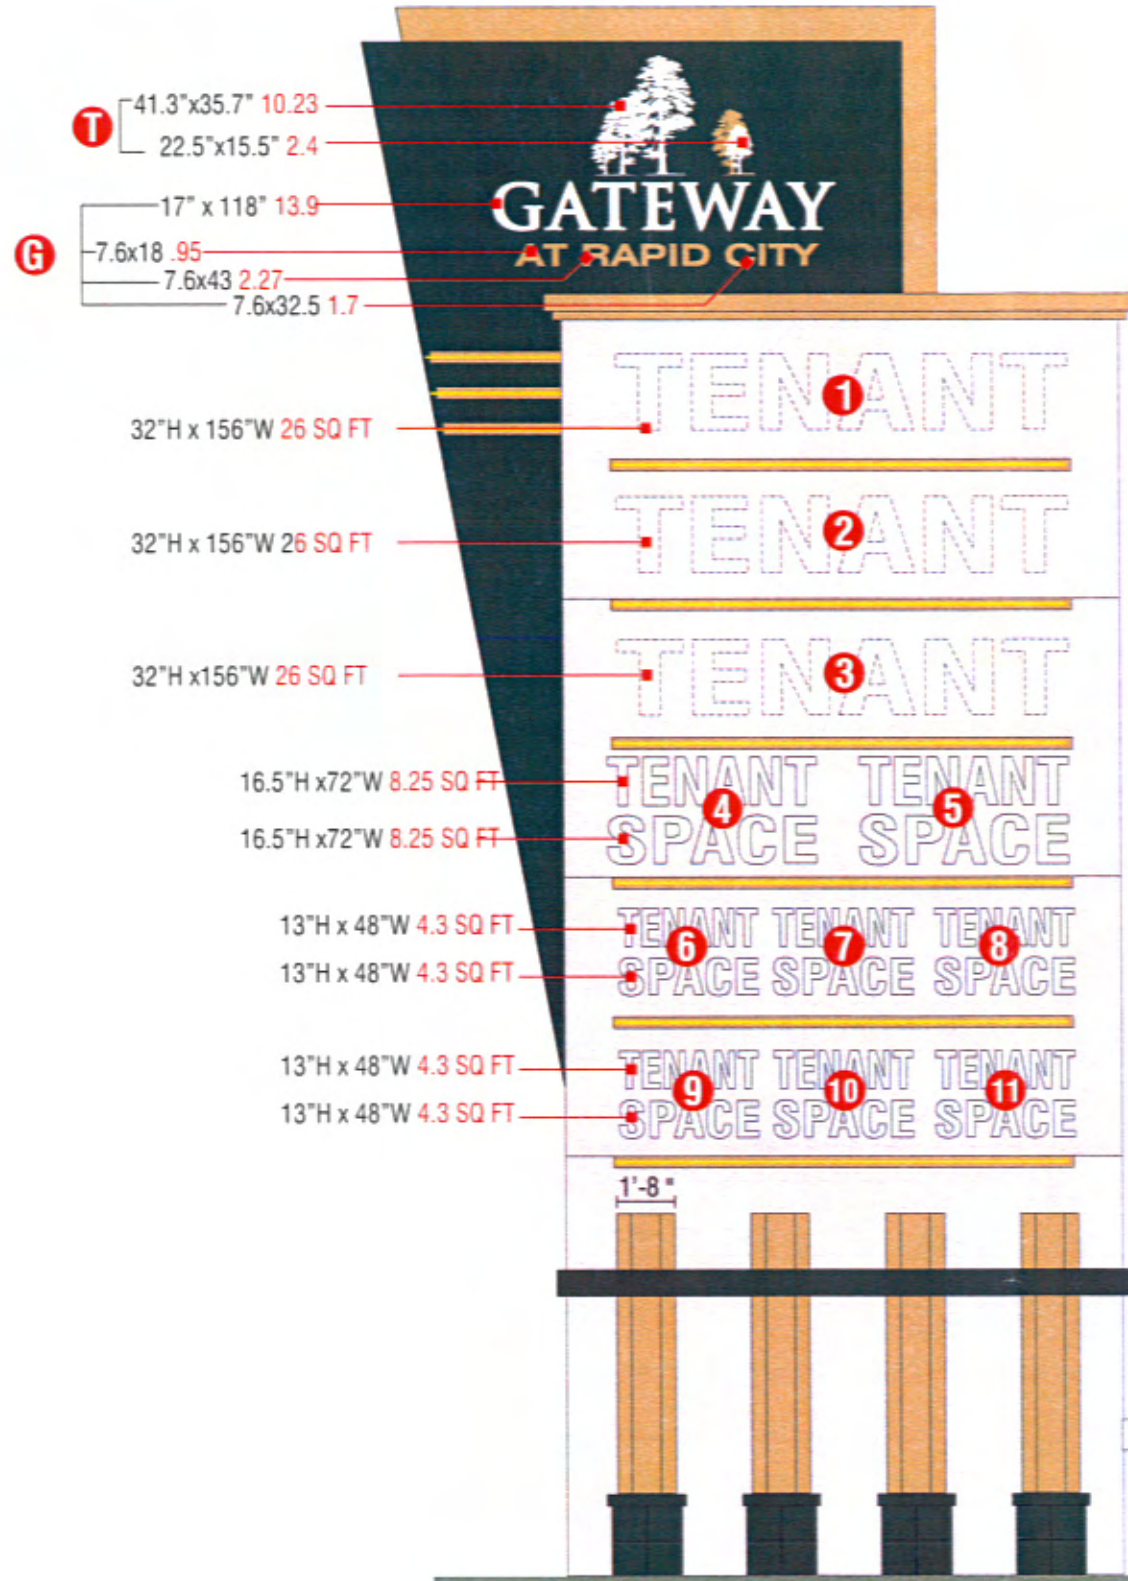 T
41.3"x35.7" 10.23
22.5"x15.5" 2.4
G
17" x 118" 13.9
7.6x18 .95
7.6x43 2.27
7.6x32.5 1.7
GATEWAY
AT RAPID CITY
TENANT
1
32"H x 156"W 26 SQ FT
TENANT
2
32"H x 156"W 26 SQ FT
TENANT
3
32"H x156"W 26 SQ FT
16.5"H x72"W 8.25 SQ FT
TENANT TENANT
4 5
16.5"H x72"W 8.25 SQ FT
SPACE SPACE
13"H x 48"W 4.3 SQ FT
TENANT TENANT TENANT
6 7 8
13"H x 48"W 4.3 SQ FT
SPACE SPACE SPACE
13"H x 48"W 4.3 SQ FT
TENANT TENANT TENANT
9 10 11
13"H x 48"W 4.3 SQ FT
SPACE SPACE SPACE
1'-8"